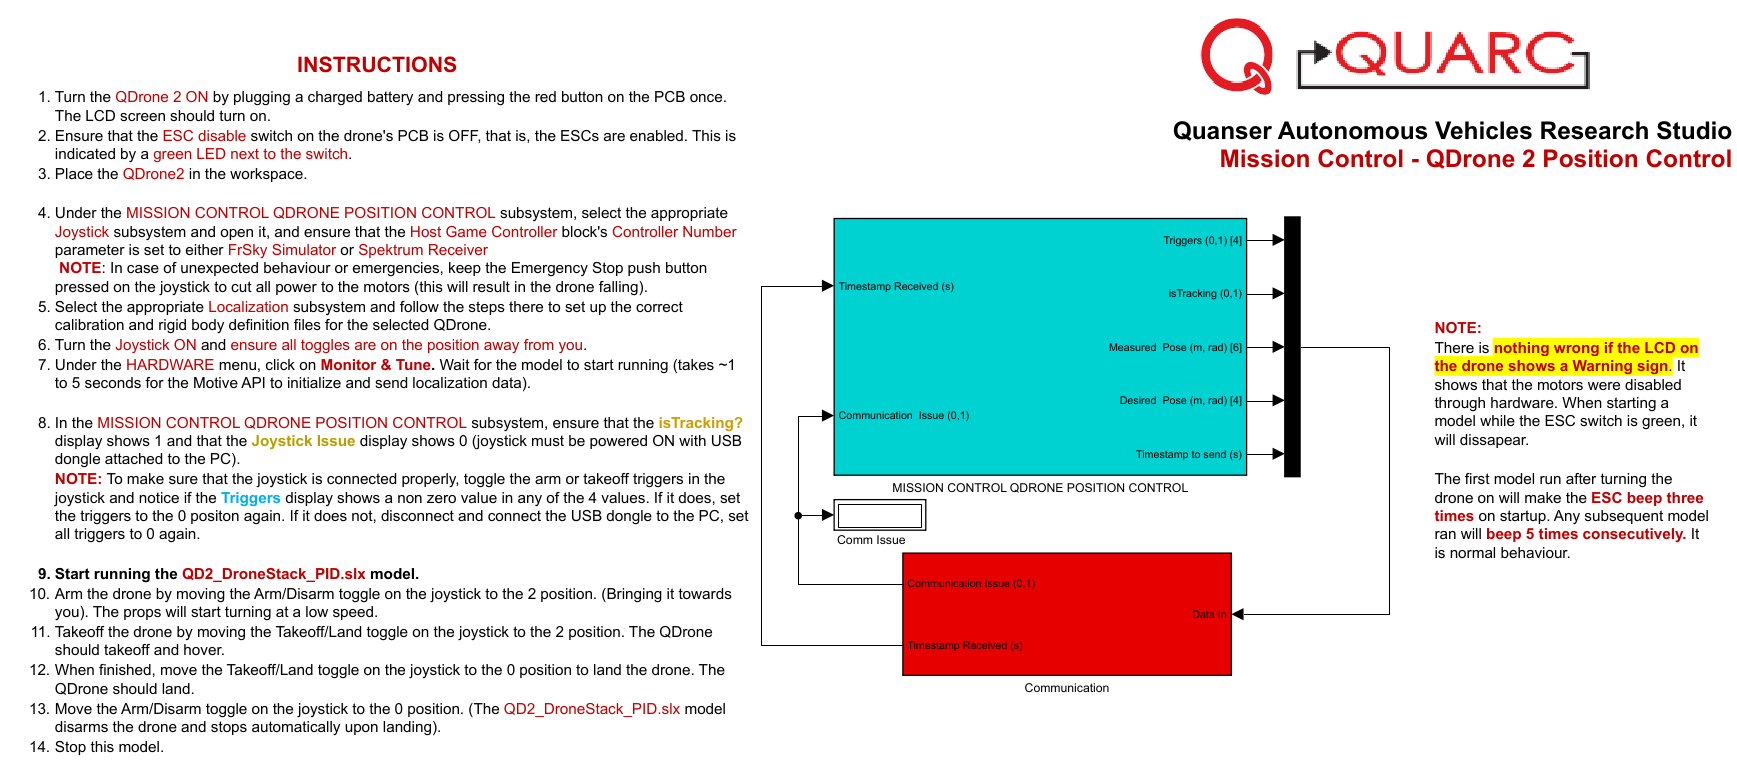 INSTRUCTIONS
1. Turn the QDrone 2 ON by plugging a charged battery and pressing the red button on the PCB once.
The LCD screen should turn on.
2. Ensure that the ESC disable switch on the drone's PCB is OFF, that is, the ESCs are enabled. This is
indicated by a green LED next to the switch.
3. Place the QDrone2 in the workspace.
4. Under the MISSION CONTROL QDRONE POSITION CONTROL subsystem, select the appropriate
Joystick subsystem and open it, and ensure that the Host Game Controller block's Controller Number
parameter is set to either FrSky Simulator or Spektrum Receiver
NOTE: In case of unexpected behaviour or emergencies, keep the Emergency Stop push button
pressed on the joystick to cut all power to the motors (this will result in the drone falling).
5. Select the appropriate Localization subsystem and follow the steps there to set up the correct
calibration and rigid body definition files for the selected QDrone.
6. Turn the Joystick ON and ensure all toggles are on the position away from you.
7. Under the HARDWARE menu, click on Monitor & Tune. Wait for the model to start running (takes ~1
to 5 seconds for the Motive API to initialize and send localization data).
8. In the MISSION CONTROL QDRONE POSITION CONTROL subsystem, ensure that the isTracking?
display shows 1 and that the Joystick Issue display shows 0 (joystick must be powered ON with USB
dongle attached to the PC).
NOTE: To make sure that the joystick is connected properly, toggle the arm or takeoff triggers in the
joystick and notice if the Triggers display shows a non zero value in any of the 4 values. If it does, set
the triggers to the 0 positon again. If it does not, disconnect and connect the USB dongle to the PC, set
all triggers to 0 again.
9. Start running the QD2_DroneStack_PID.slx model.
10. Arm the drone by moving the Arm/Disarm toggle on the joystick to the 2 position. (Bringing it towards
you). The props will start turning at a low speed.
11. Takeoff the drone by moving the Takeoff/Land toggle on the joystick to the 2 position. The QDrone
should takeoff and hover.
12. When finished, move the Takeoff/Land toggle on the joystick to the 0 position to land the drone. The
QDrone should land.
13. Move the Arm/Disarm toggle on the joystick to the 0 position. (The QD2_DroneStack_PID.slx model
disarms the drone and stops automatically upon landing).
14. Stop this model.
QUARC
Quanser Autonomous Vehicles Research Studio
Mission Control - QDrone 2 Position Control
Triggers (0,1) [4]
Timestamp Received (s)
isTracking (0,1)
Measured Pose (m, rad) [6]
Desired Pose (m, rad) [4]
Communication Issue (0,1)
Timestamp to send (s)
MISSION CONTROL QDRONE POSITION CONTROL
Comm Issue
Communication Issue (0,1)
Data In
Timestamp Received (s)
Communication
NOTE:
There is nothing wrong if the LCD on
the drone shows a Warning sign. It
shows that the motors were disabled
through hardware. When starting a
model while the ESC switch is green, it
will dissapear.
The first model run after turning the
drone on will make the ESC beep three
times on startup. Any subsequent model
ran will beep 5 times consecutively. It
is normal behaviour.